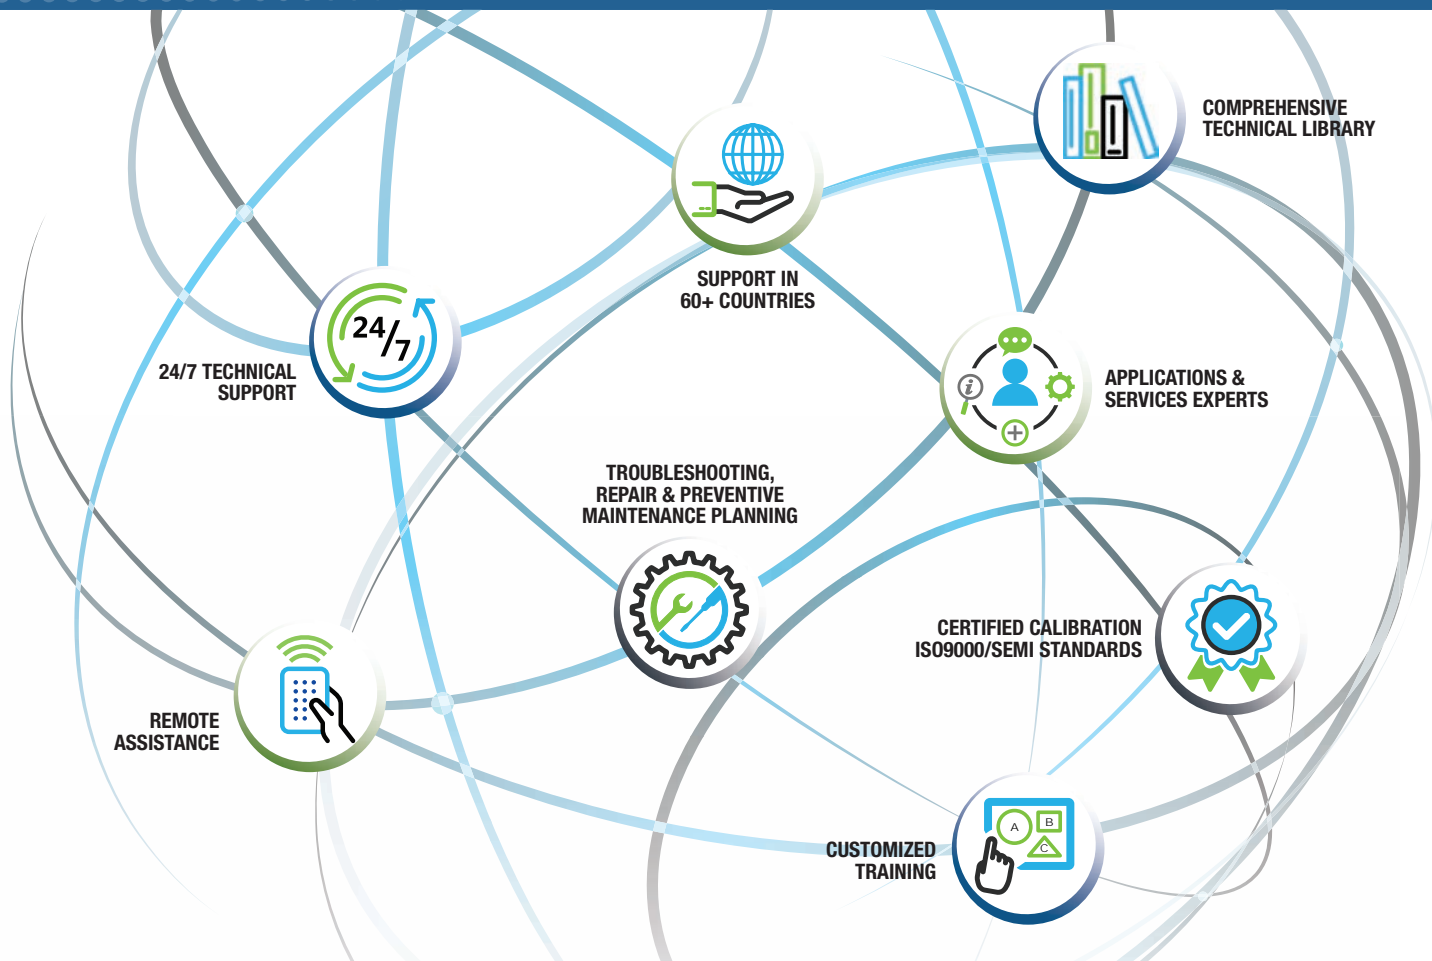 COMPREHENSIVE
TECHNICAL LIBRARY
SUPPORT IN
60+ COUNTRIES
24/7
24/7 TECHNICAL
SUPPORT
i
APPLICATIONS &
SERVICES EXPERTS
TROUBLESHOOTING,
REPAIR & PREVENTIVE
MAINTENANCE PLANNING
CERTIFIED CALIBRATION
ISO9000/SEMI STANDARDS
REMOTE
ASSISTANCE
A
B
C
CUSTOMIZED
TRAINING